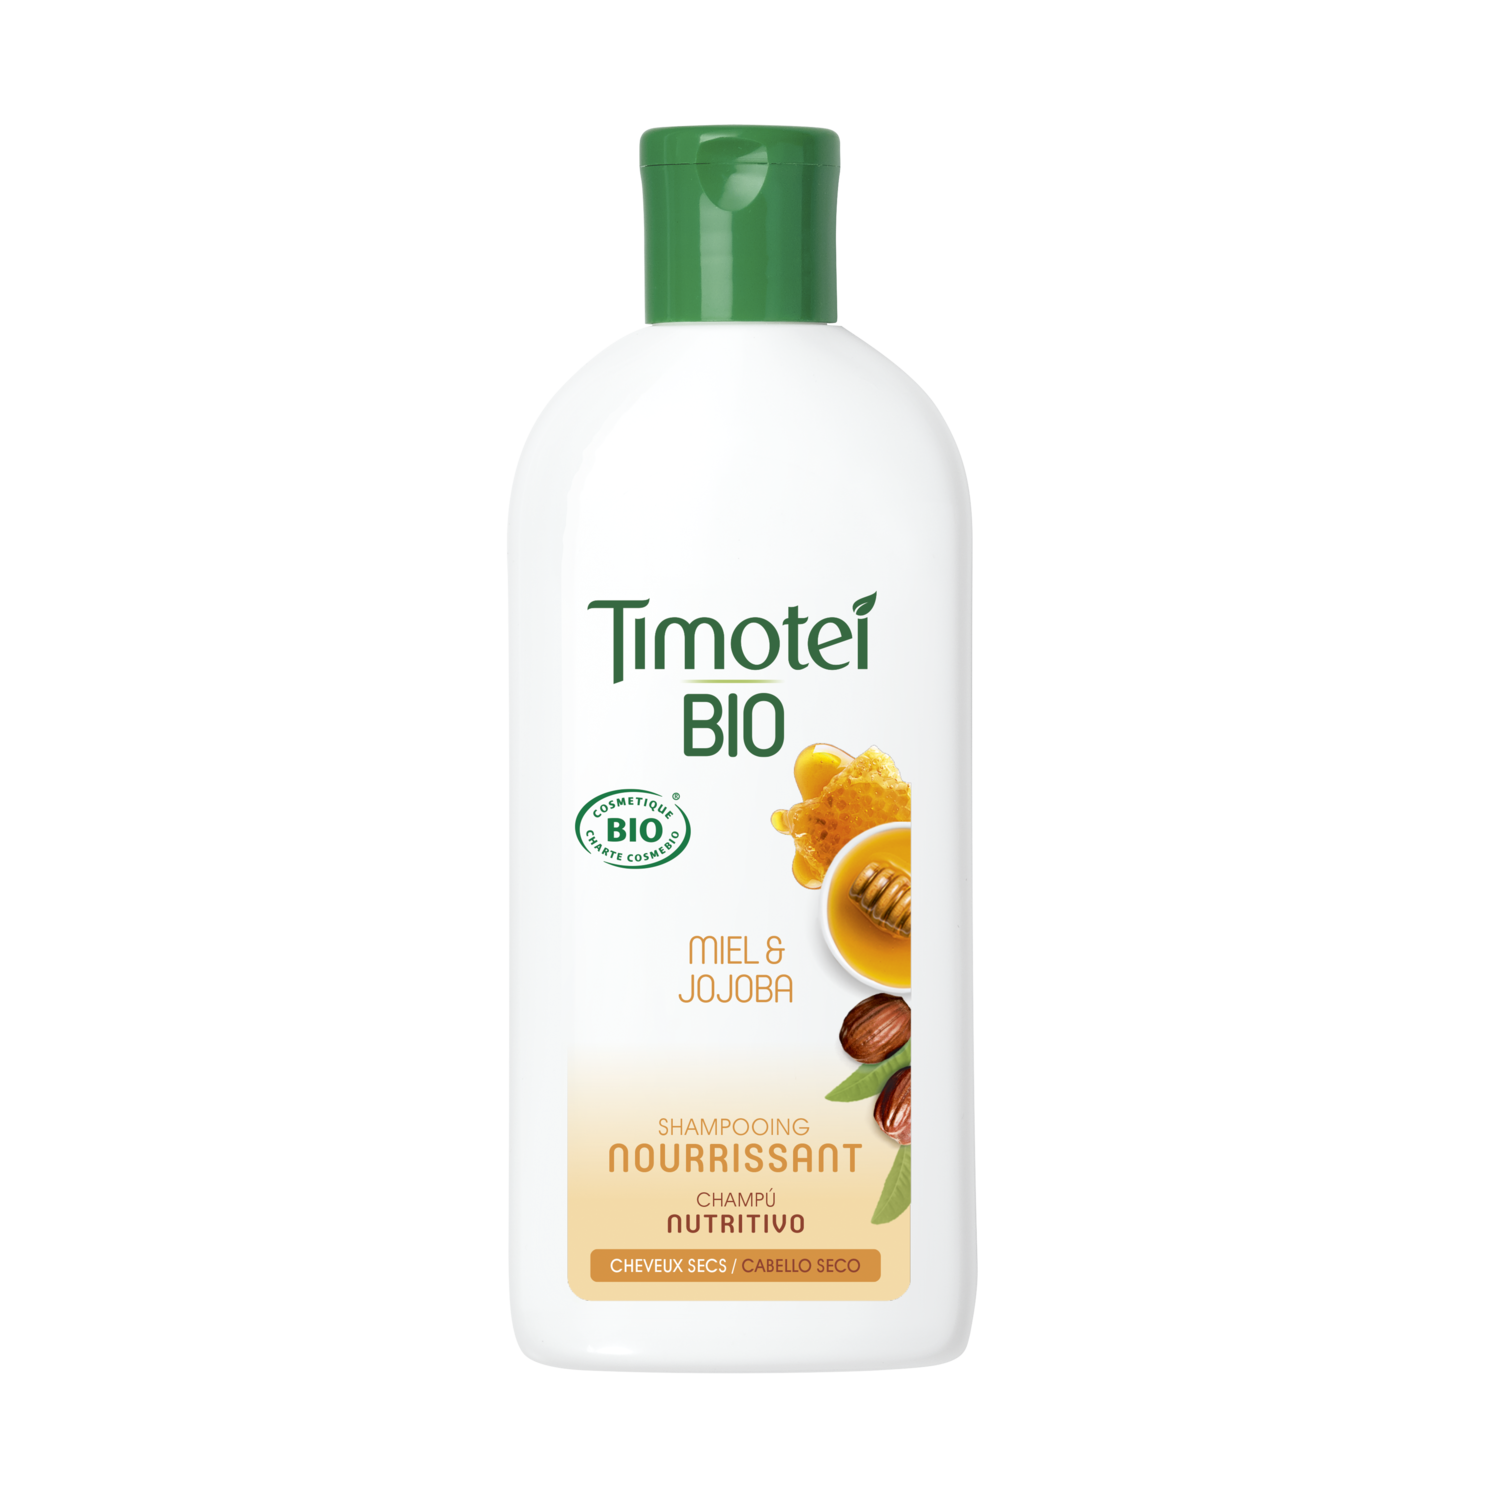 Timotei
BIO
COSMETIQUE ®
BIO
CHARTE COSMEBIO
MIEL &
JOJOBA
SHAMPOOING
NOURRISSANT
CHAMPÚ
NUTRITIVO
CHEVEUX SECS / CABELLO SECO